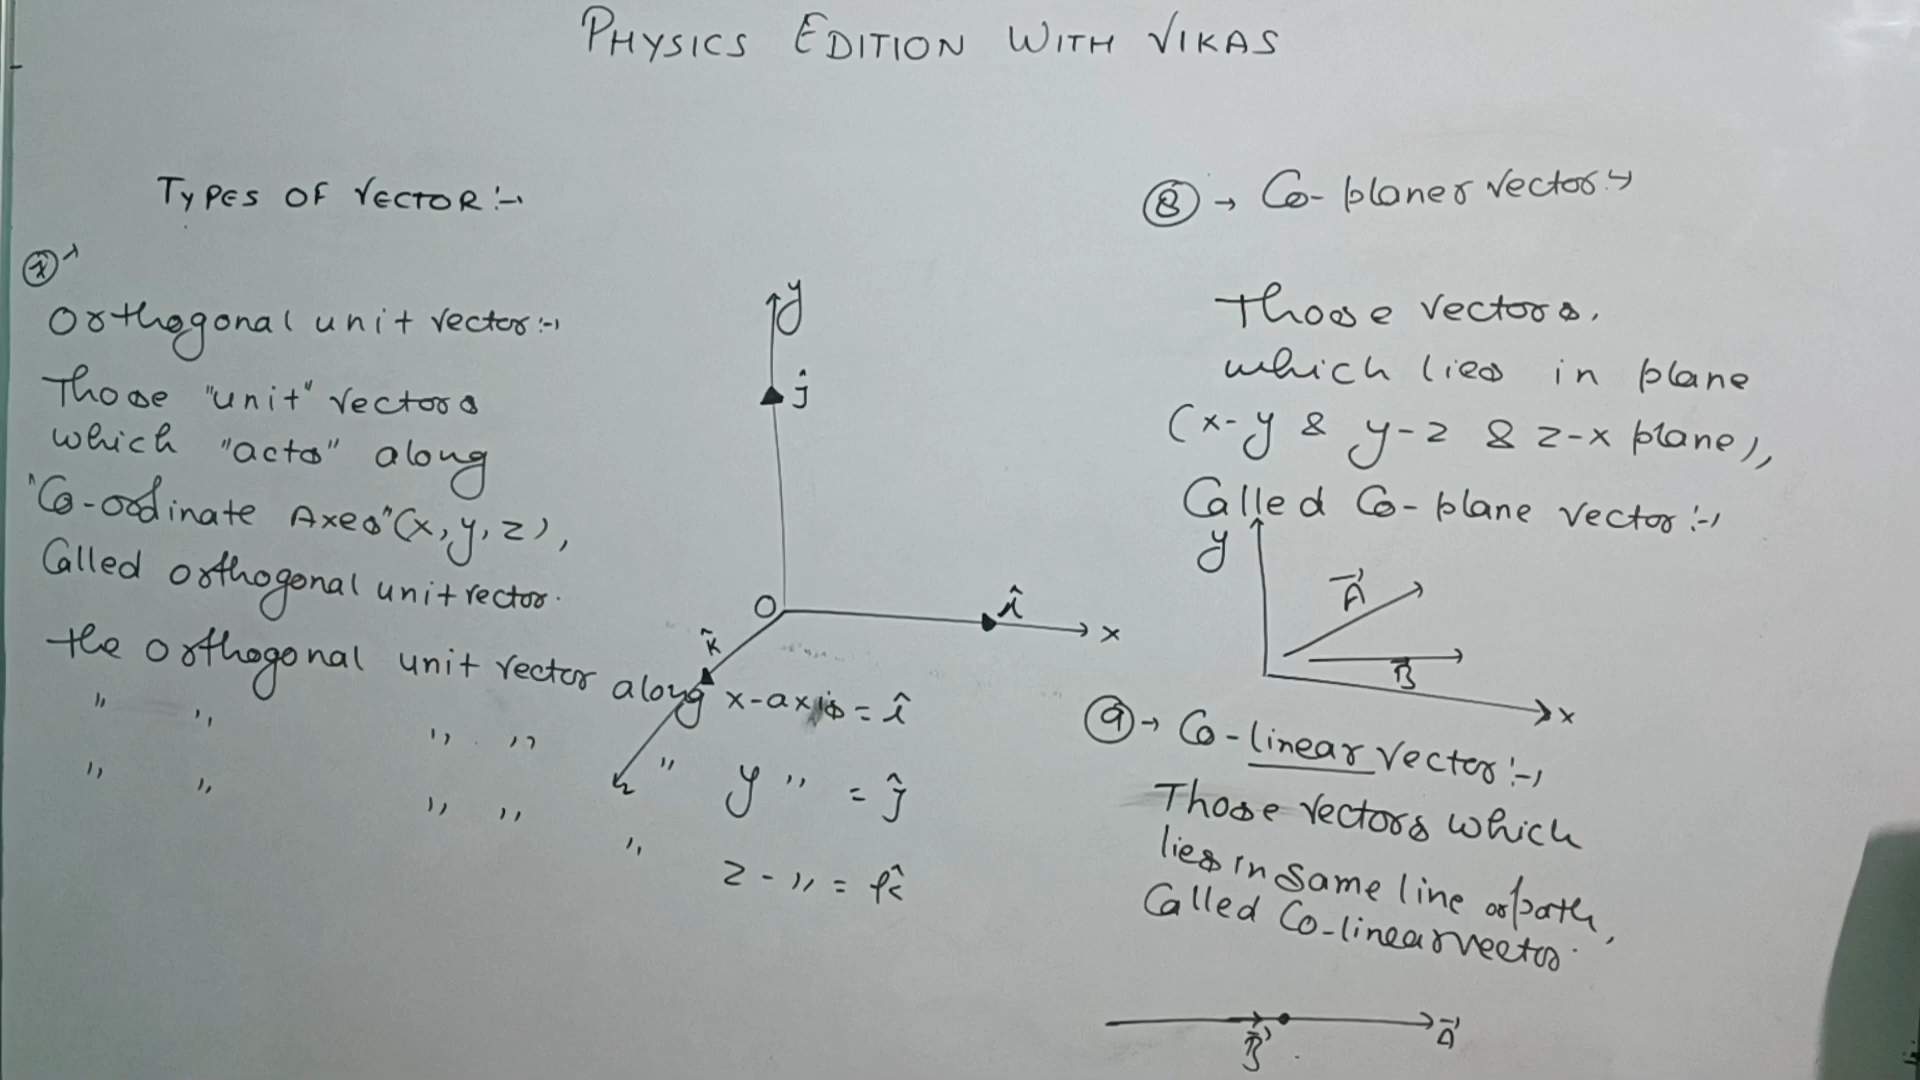 PHYSICS EDITION WITH VIKAS
TYPES OF VECTOR:-
Orthogonal unit vector:-
Those "unit" vectors
which "acts" along
"Co-ordinate Axes"(x, y, z),
Called orthogonal unit vector.
the orthogonal unit vector along x-axis = î
" " " " " y " = ĵ
" " " " " z - " = k̂
y
ĵ
O
î
x
k̂
z
⑧ → Co-planer vector:-
Those vectors,
which lies in plane
(x-y & y-z & z-x plane),
Called Co-plane vector:-
y
A⃗
B⃗
x
⑨ → Co-linear vector:-
Those vectors which
lies in same line or path,
Called Co-linear vector.
B⃗
A⃗